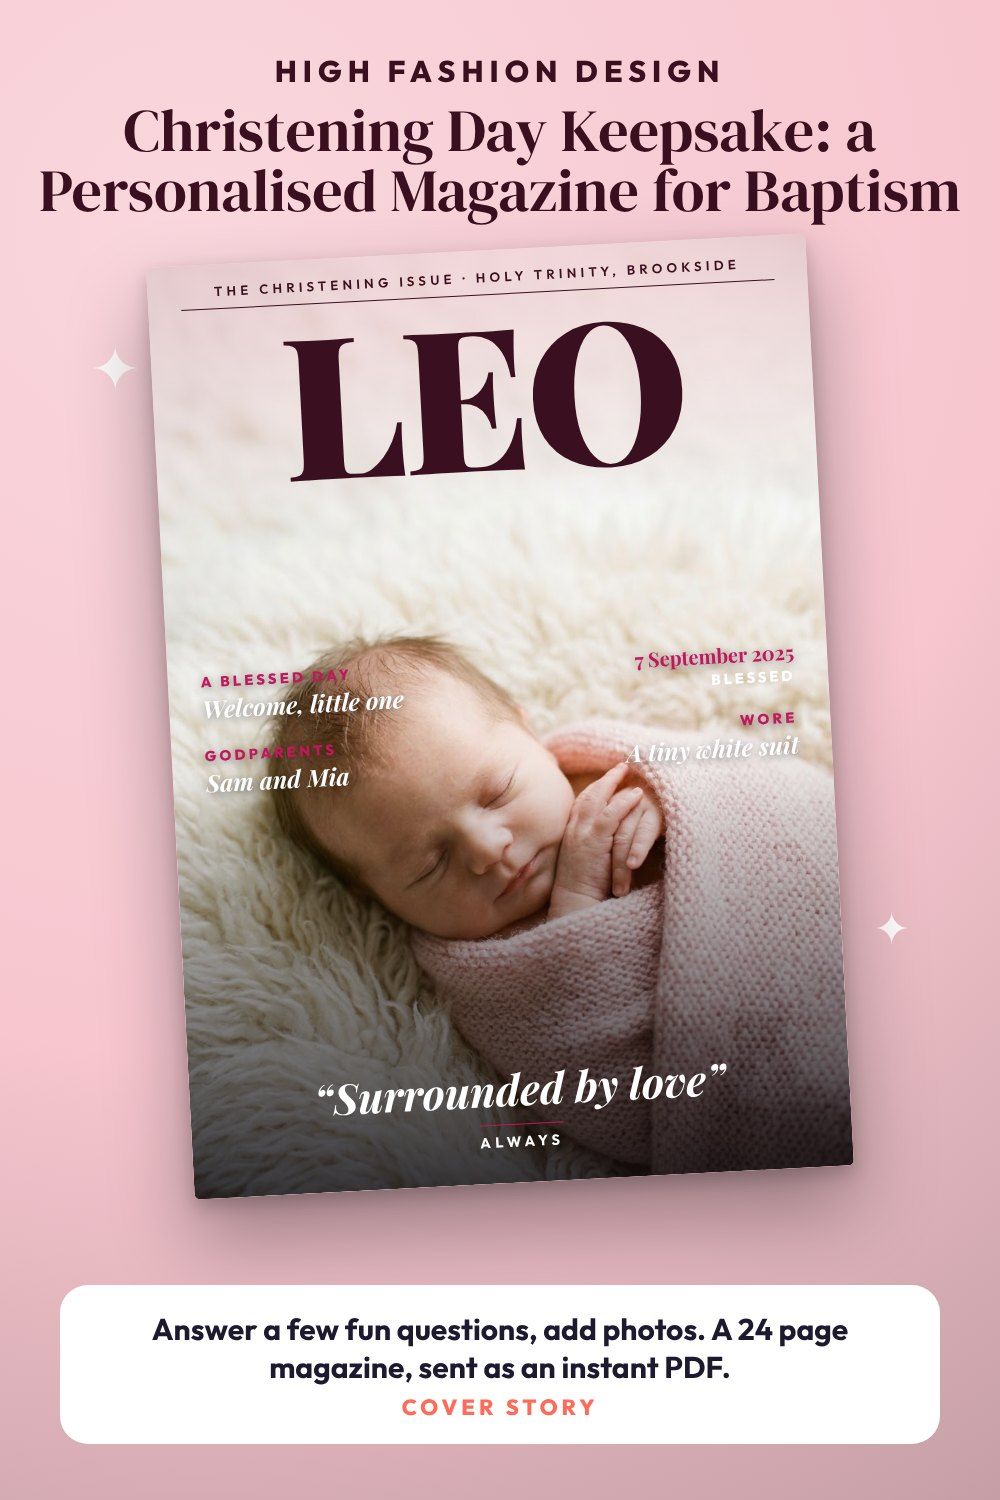 HIGH FASHION DESIGN
Christening Day Keepsake: a
Personalised Magazine for Baptism
THE CHRISTENING ISSUE · HOLY TRINITY, BROOKSIDE
LEO
A BLESSED DAY
Welcome, little one
GODPARENTS
Sam and Mia
7 September 2025
BLESSED
WORE
A tiny white suit
“Surrounded by love”
ALWAYS
Answer a few fun questions, add photos. A 24 page
magazine, sent as an instant PDF.
COVER STORY